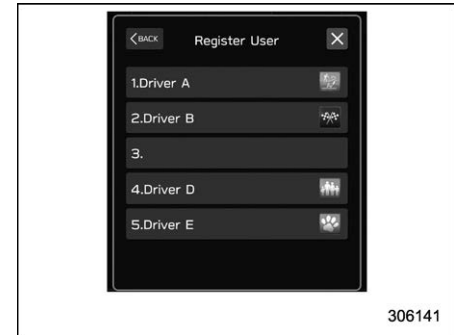 BACK Register User
1.Driver A
2.Driver B
3.
4.Driver D
5.Driver E
306141